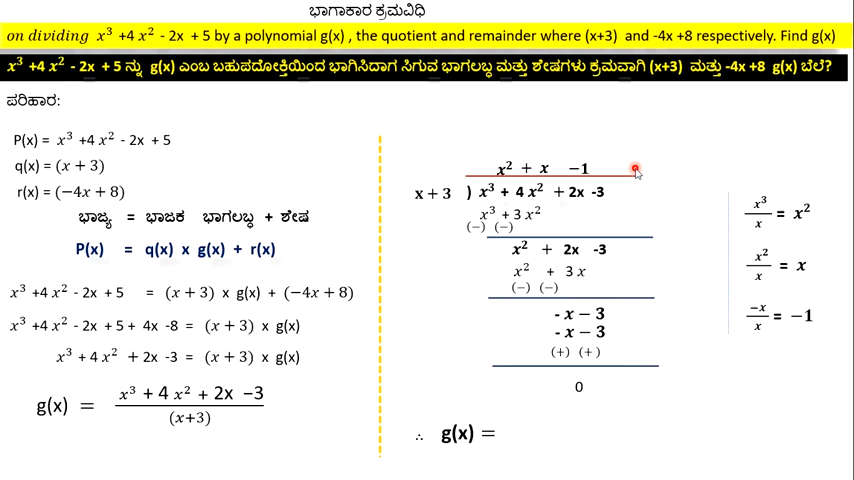 ಭಾಗಾಕಾರ ಕ್ರಮವಿಧಿ
on dividing x³ +4 x² - 2x + 5 by a polynomial g(x) , the quotient and remainder where (x+3) and -4x +8 respectively. Find g(x)
x³ +4 x² - 2x + 5 ನ್ನು g(x) ಎಂಬ ಬಹುಪದೋಕ್ತಿಯಿಂದ ಭಾಗಿಸಿದಾಗ ಸಿಗುವ ಭಾಗಲಬ್ಧ ಮತ್ತು ಶೇಷಗಳು ಕ್ರಮವಾಗಿ (x+3) ಮತ್ತು -4x +8 g(x) ಬೆಲೆ?
ಪರಿಹಾರ:
P(x) = x³ +4 x² - 2x + 5
q(x) = (x + 3)
r(x) = (−4x + 8)
ಭಾಜ್ಯ = ಭಾಜಕ ಭಾಗಲಬ್ಧ + ಶೇಷ
P(x) = q(x) x g(x) + r(x)
x³ +4 x² - 2x + 5 = (x + 3) x g(x) + (−4x + 8)
x³ +4 x² - 2x + 5 + 4x -8 = (x + 3) x g(x)
x³ + 4 x² + 2x -3 = (x + 3) x g(x)
g(x) = x³ + 4 x² + 2x −3
(x+3)
x² + x −1
x + 3 ) x³ + 4 x² + 2x -3
x³ + 3 x²
(−) (−)
x² + 2x -3
x² + 3 x
(−) (−)
- x − 3
- x − 3
(+) (+)
0
∴ g(x) =
x³
x = x²
x²
x = x
−x
x = −1